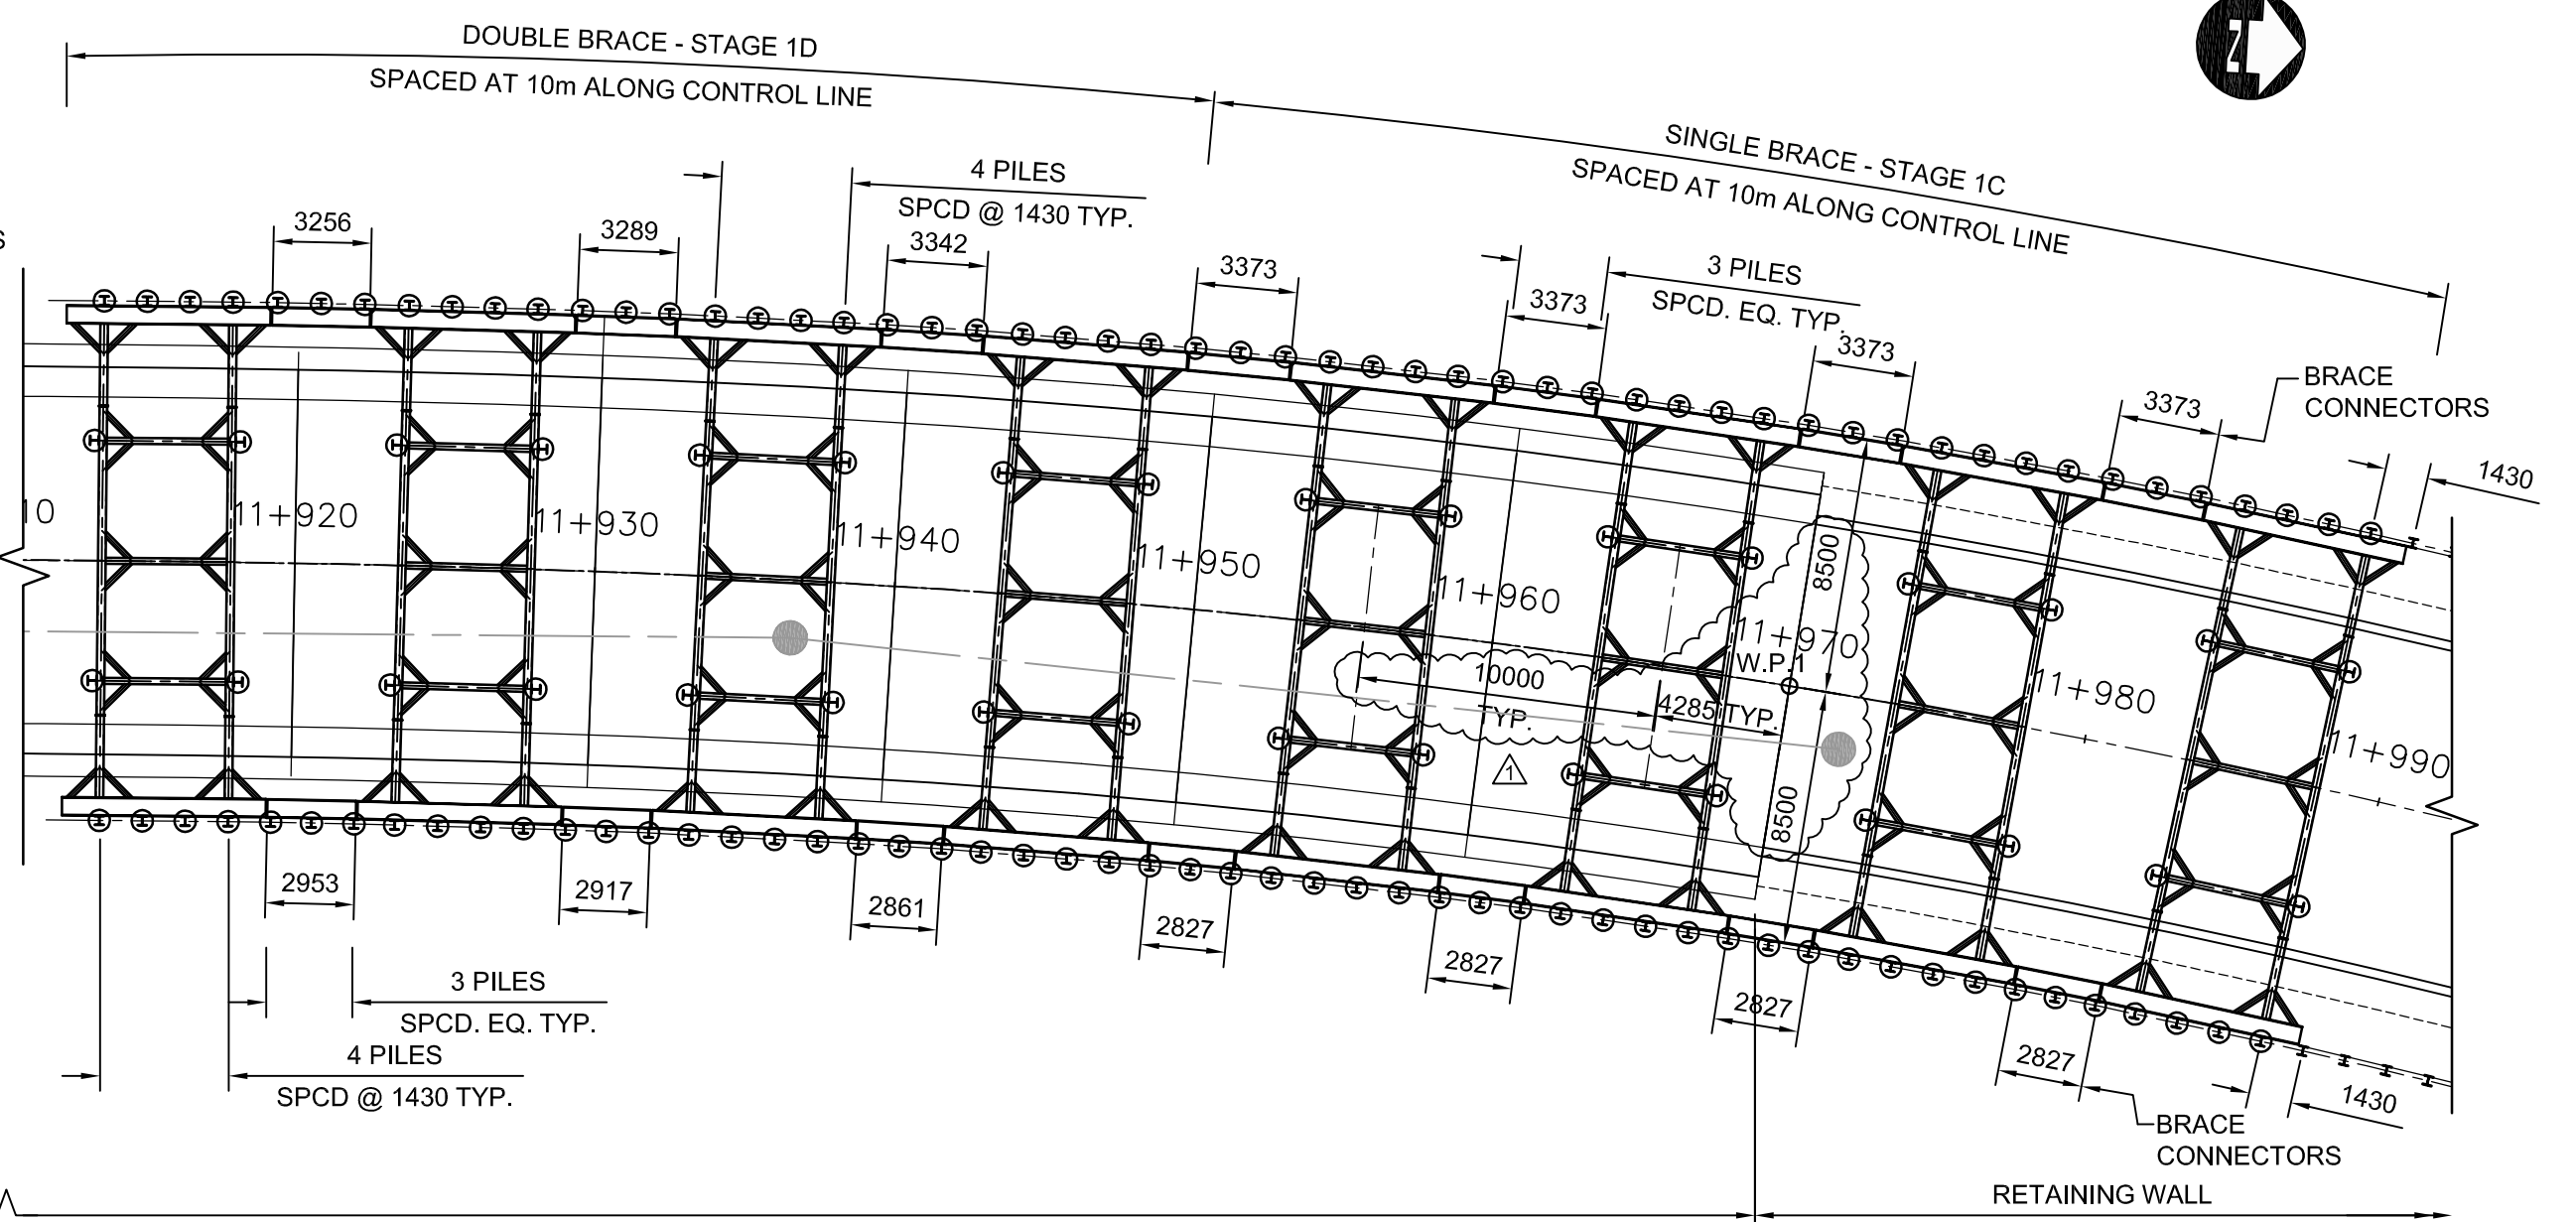 DOUBLE BRACE - STAGE 1D
SPACED AT 10m ALONG CONTROL LINE
N
SINGLE BRACE - STAGE 1C
SPACED AT 10m ALONG CONTROL LINE
4 PILES
SPCD @ 1430 TYP.
3256
3289
3342
3373
3 PILES
SPCD. EQ. TYP.
3373
3373
3373
BRACE
CONNECTORS
1430
S
10
11+920
11+930
11+940
11+950
11+960
11+970
11+980
11+990
8500
W.P.1
10000
TYP.
4285 TYP.
1
8500
2953
2917
2861
2827
2827
2827
2827
1430
3 PILES
SPCD. EQ. TYP.
4 PILES
SPCD @ 1430 TYP.
BRACE
CONNECTORS
RETAINING WALL